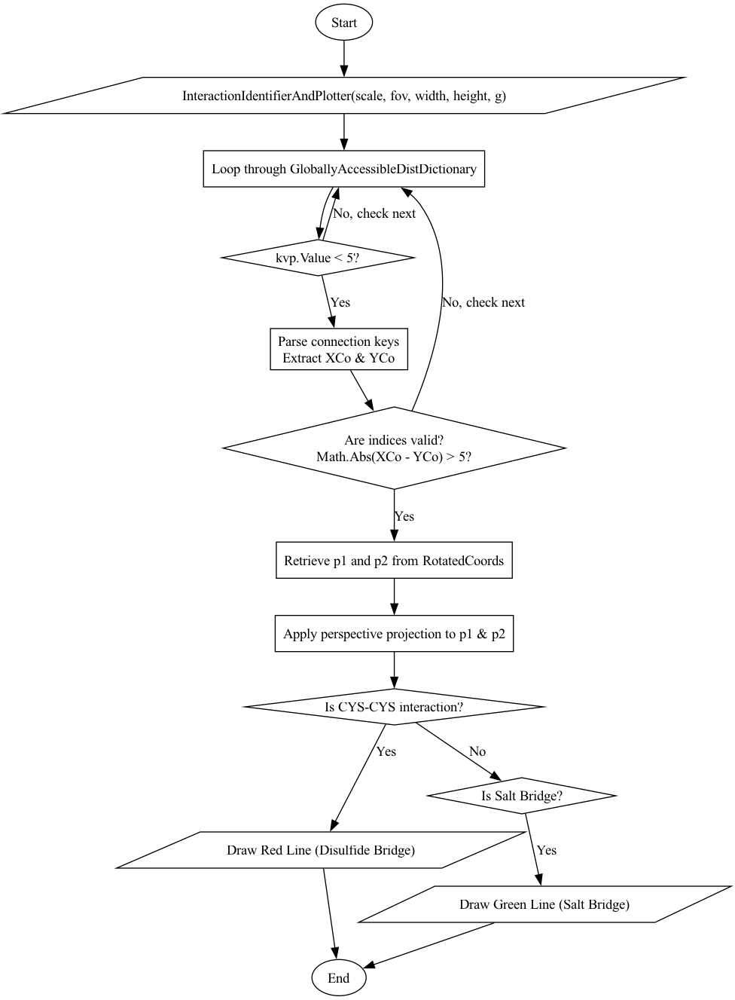 Start
InteractionIdentifierAndPlotter(scale, fov, width, height, g)
Loop through GloballyAccessibleDistDictionary
No, check next
kvp.Value < 5?
Yes
No, check next
Parse connection keys
Extract XCo & YCo
Are indices valid?
Math.Abs(XCo - YCo) > 5?
Yes
Retrieve p1 and p2 from RotatedCoords
Apply perspective projection to p1 & p2
Is CYS-CYS interaction?
Yes
No
Is Salt Bridge?
Draw Red Line (Disulfide Bridge)
Yes
Draw Green Line (Salt Bridge)
End